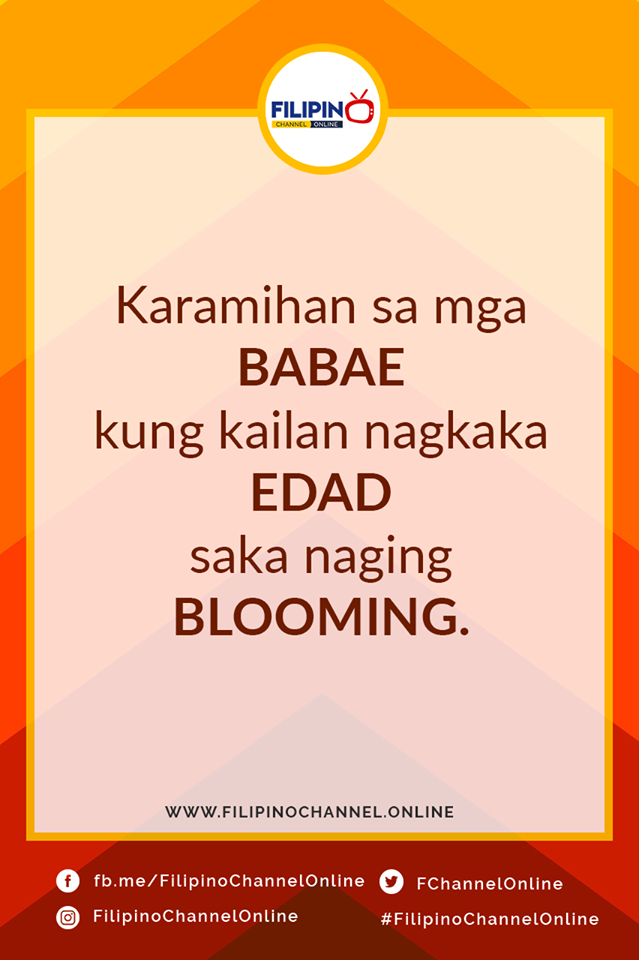 FILIPINO
CHANNEL ONLINE
Karamihan sa mga
BABAE
kung kailan nagkaka
EDAD
saka naging
BLOOMING.
WWW.FILIPINOCHANNEL.ONLINE
fb.me/FilipinoChannelOnline
FChannelOnline
FilipinoChannelOnline
#FilipinoChannelOnline